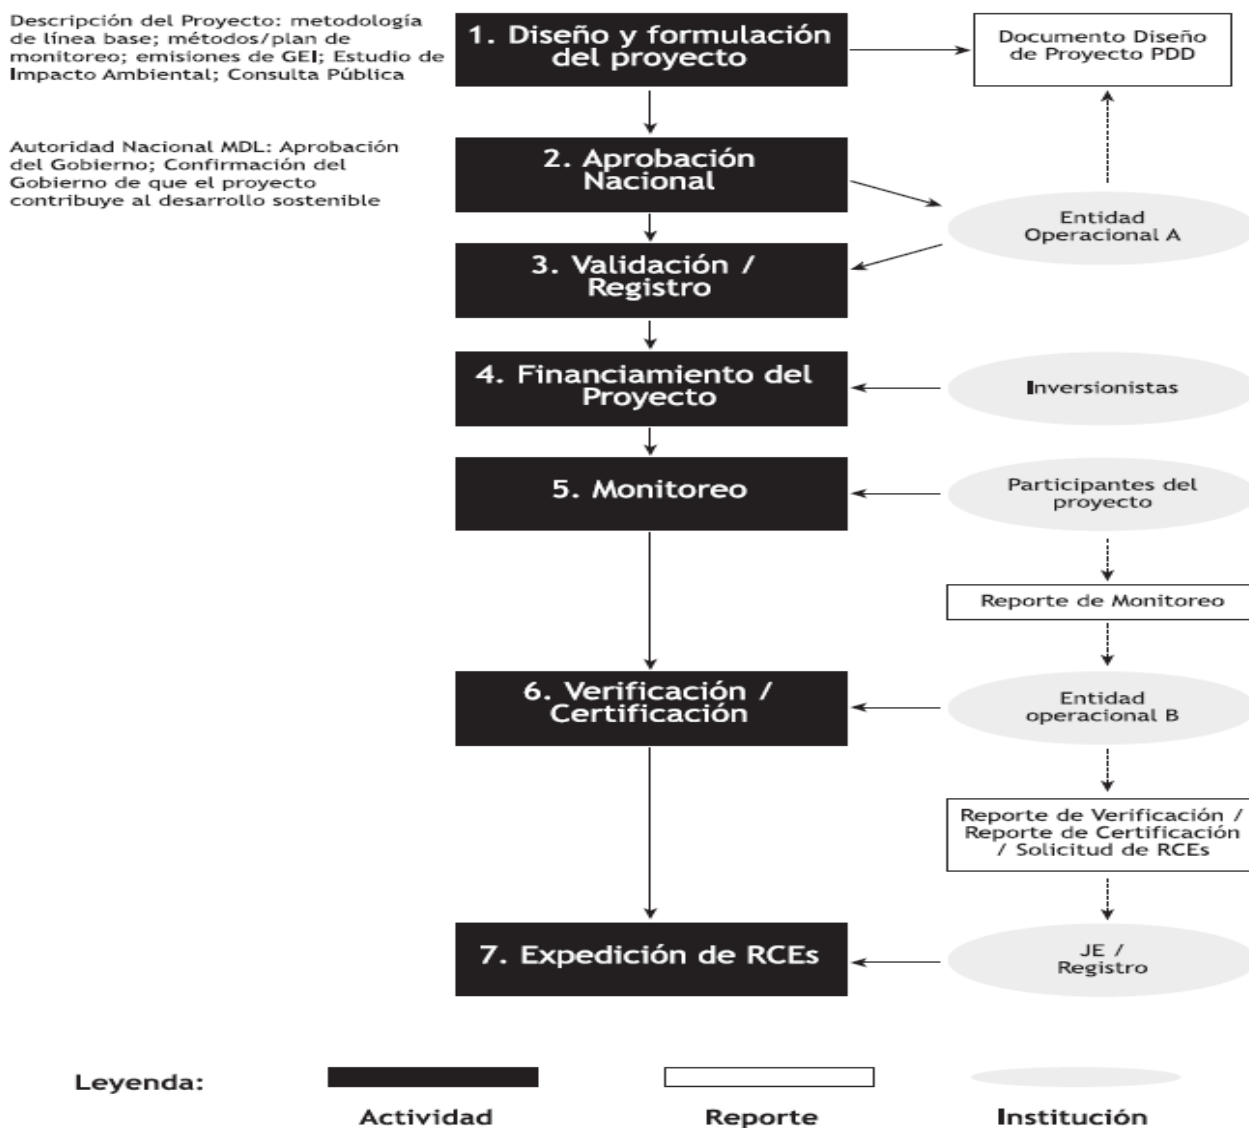 Descripción del Proyecto: metodología
de línea base; métodos/plan de
monitoreo; emisiones de GEI; Estudio de
Impacto Ambiental; Consulta Pública
1. Diseño y formulación
del proyecto
Documento Diseño
de Proyecto PDD
Autoridad Nacional MDL: Aprobación
del Gobierno; Confirmación del
Gobierno de que el proyecto
contribuye al desarrollo sostenible
2. Aprobación
Nacional
Entidad
Operacional A
3. Validación /
Registro
4. Financiamiento del
Proyecto
Inversionistas
5. Monitoreo
Participantes del
proyecto
Reporte de Monitoreo
6. Verificación /
Certificación
Entidad
operacional B
Reporte de Verificación /
Reporte de Certificación
/ Solicitud de RCEs
7. Expedición de RCEs
JE /
Registro
Leyenda:
Actividad
Reporte
Institución